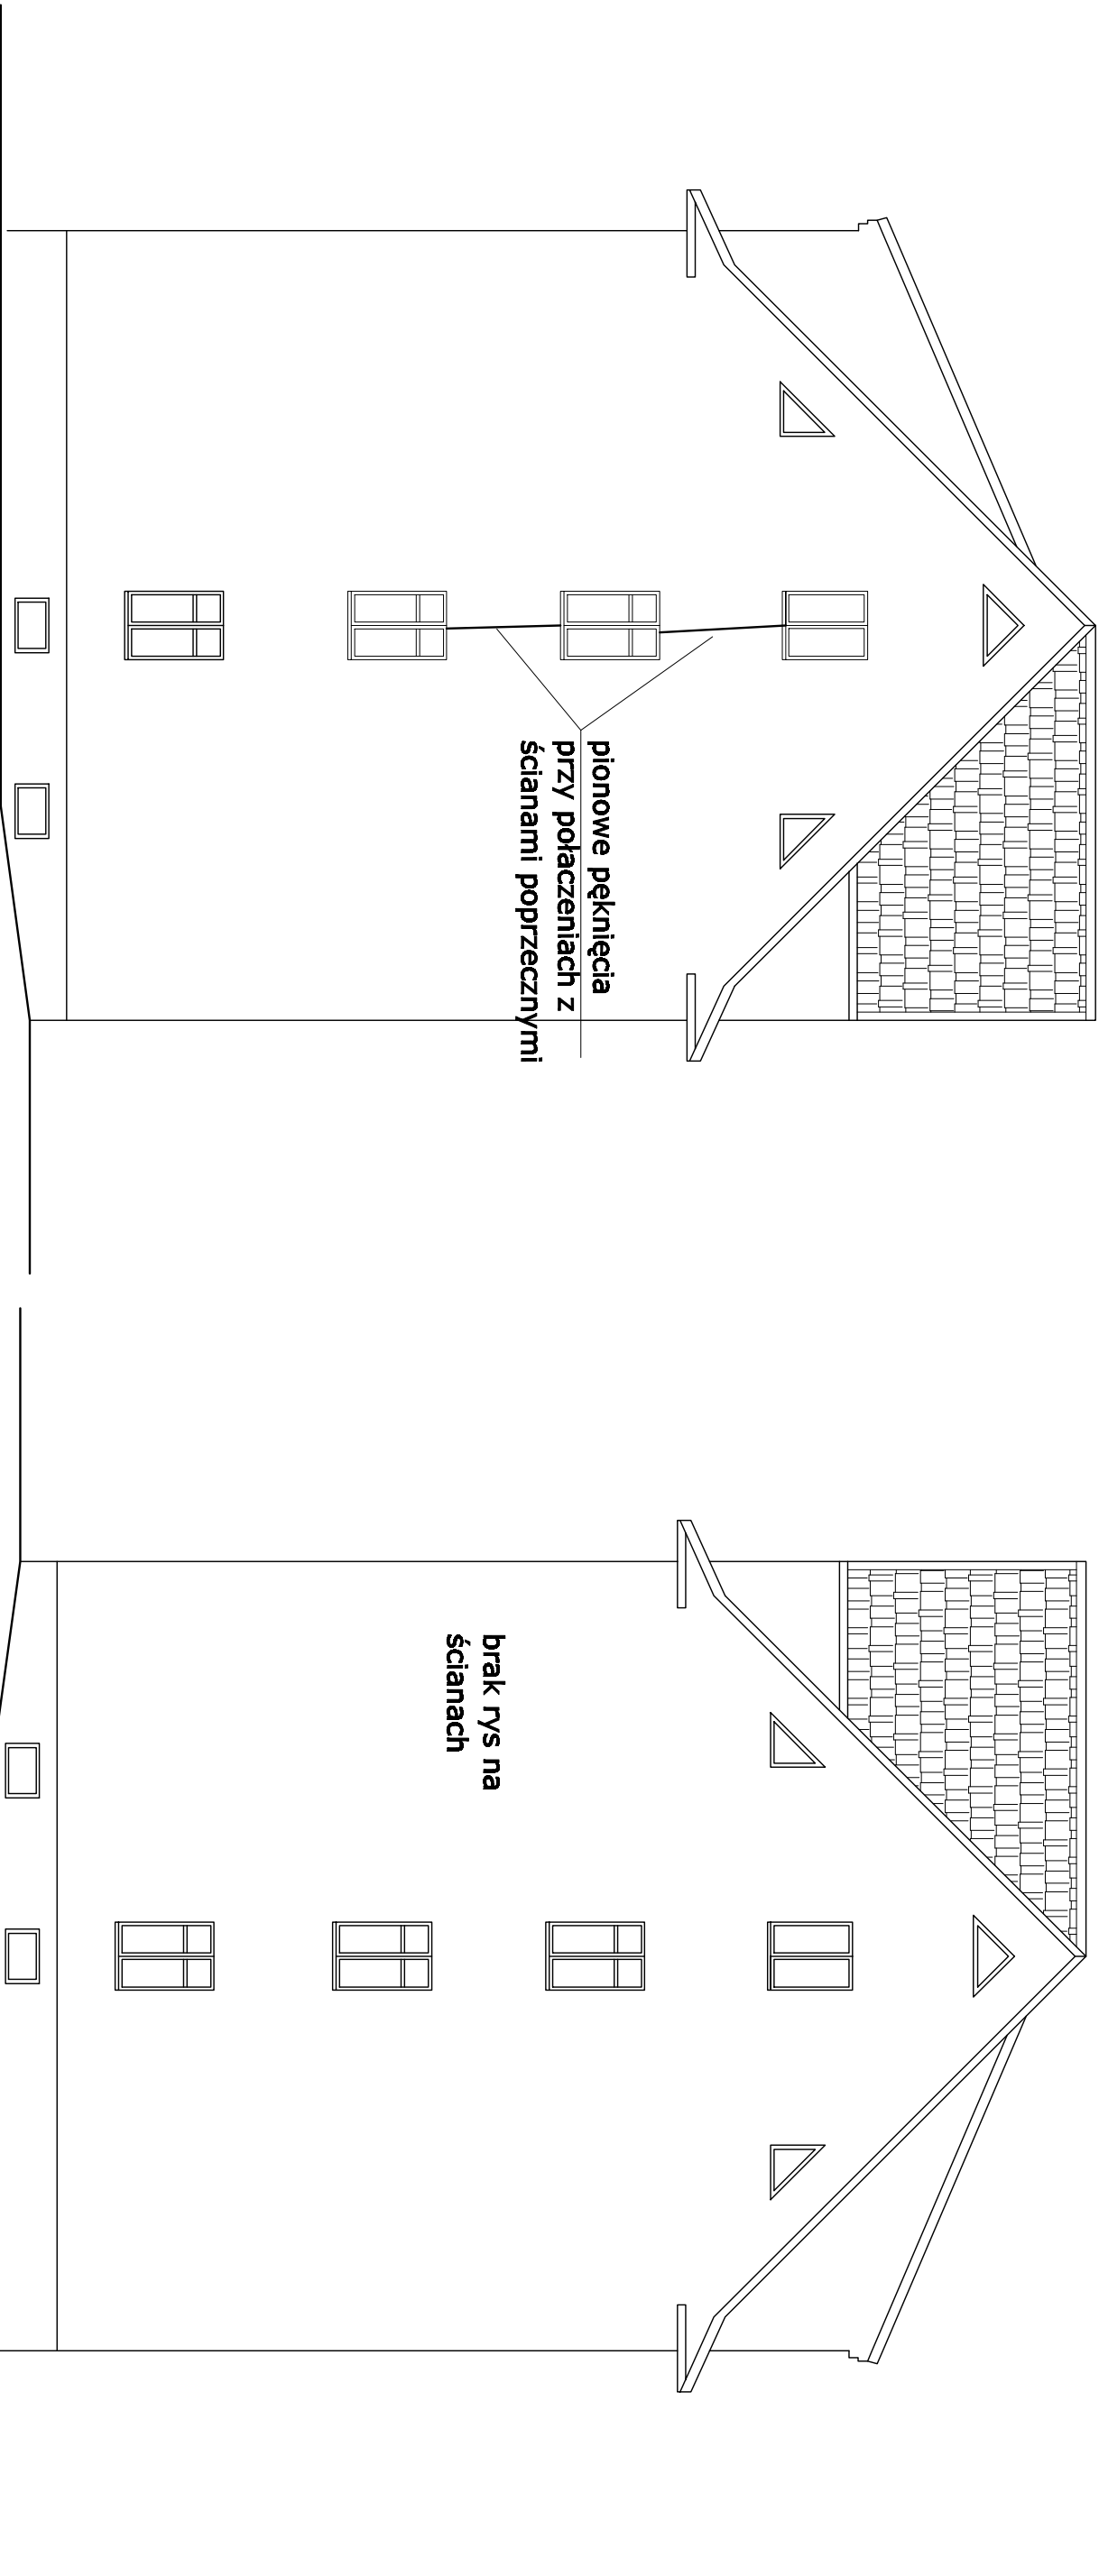 pionowe pęknięcia
przy połaczeniach z
ścianami poprzecznymi
brak rys na
ścianach